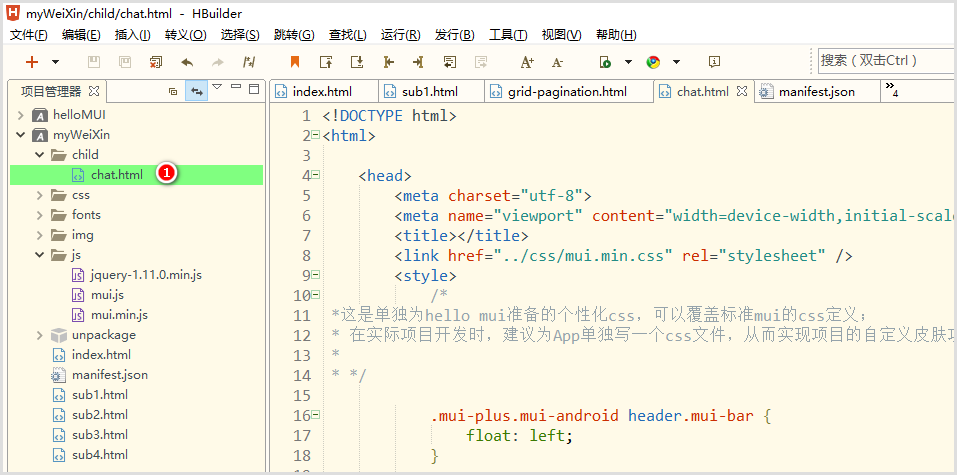 myWeiXin/child/chat.html - HBuilder
文件(F) 编辑(E) 插入(I) 转义(O) 选择(S) 跳转(G) 查找(L) 运行(R) 发行(B) 工具(T) 视图(V) 帮助(H)
搜索（双击Ctrl）
项目管理器
index.html sub1.html grid-pagination.html chat.html manifest.json »4
helloMUI
myWeiXin
child
chat.html 1
css
fonts
img
js
jquery-1.11.0.min.js
mui.js
mui.min.js
unpackage
index.html
manifest.json
sub1.html
sub2.html
sub3.html
sub4.html
1 <!DOCTYPE html>
2 <html>
3
4 <head>
5 <meta charset="utf-8">
6 <meta name="viewport" content="width=device-width,initial-scale
7 <title></title>
8 <link href="../css/mui.min.css" rel="stylesheet" />
9 <style>
10 /*
11 *这是单独为hello mui准备的个性化css，可以覆盖标准mui的css定义；
12 * 在实际项目开发时，建议为App单独写一个css文件，从而实现项目的自定义皮肤
13 *
14 * */
15
16 .mui-plus.mui-android header.mui-bar {
17 float: left;
18 }